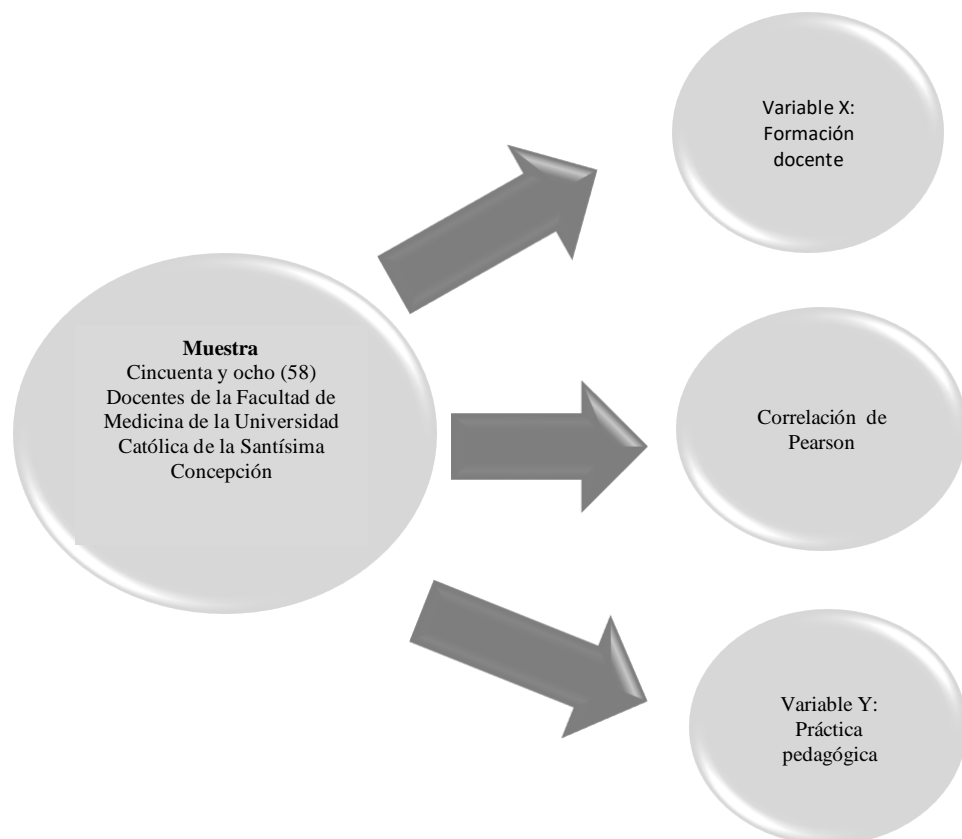 Variable X:
Formación
docente
Muestra
Cincuenta y ocho (58)
Docentes de la Facultad de
Medicina de la Universidad
Católica de la Santísima
Concepción
Correlación de
Pearson
Variable Y:
Práctica
pedagógica